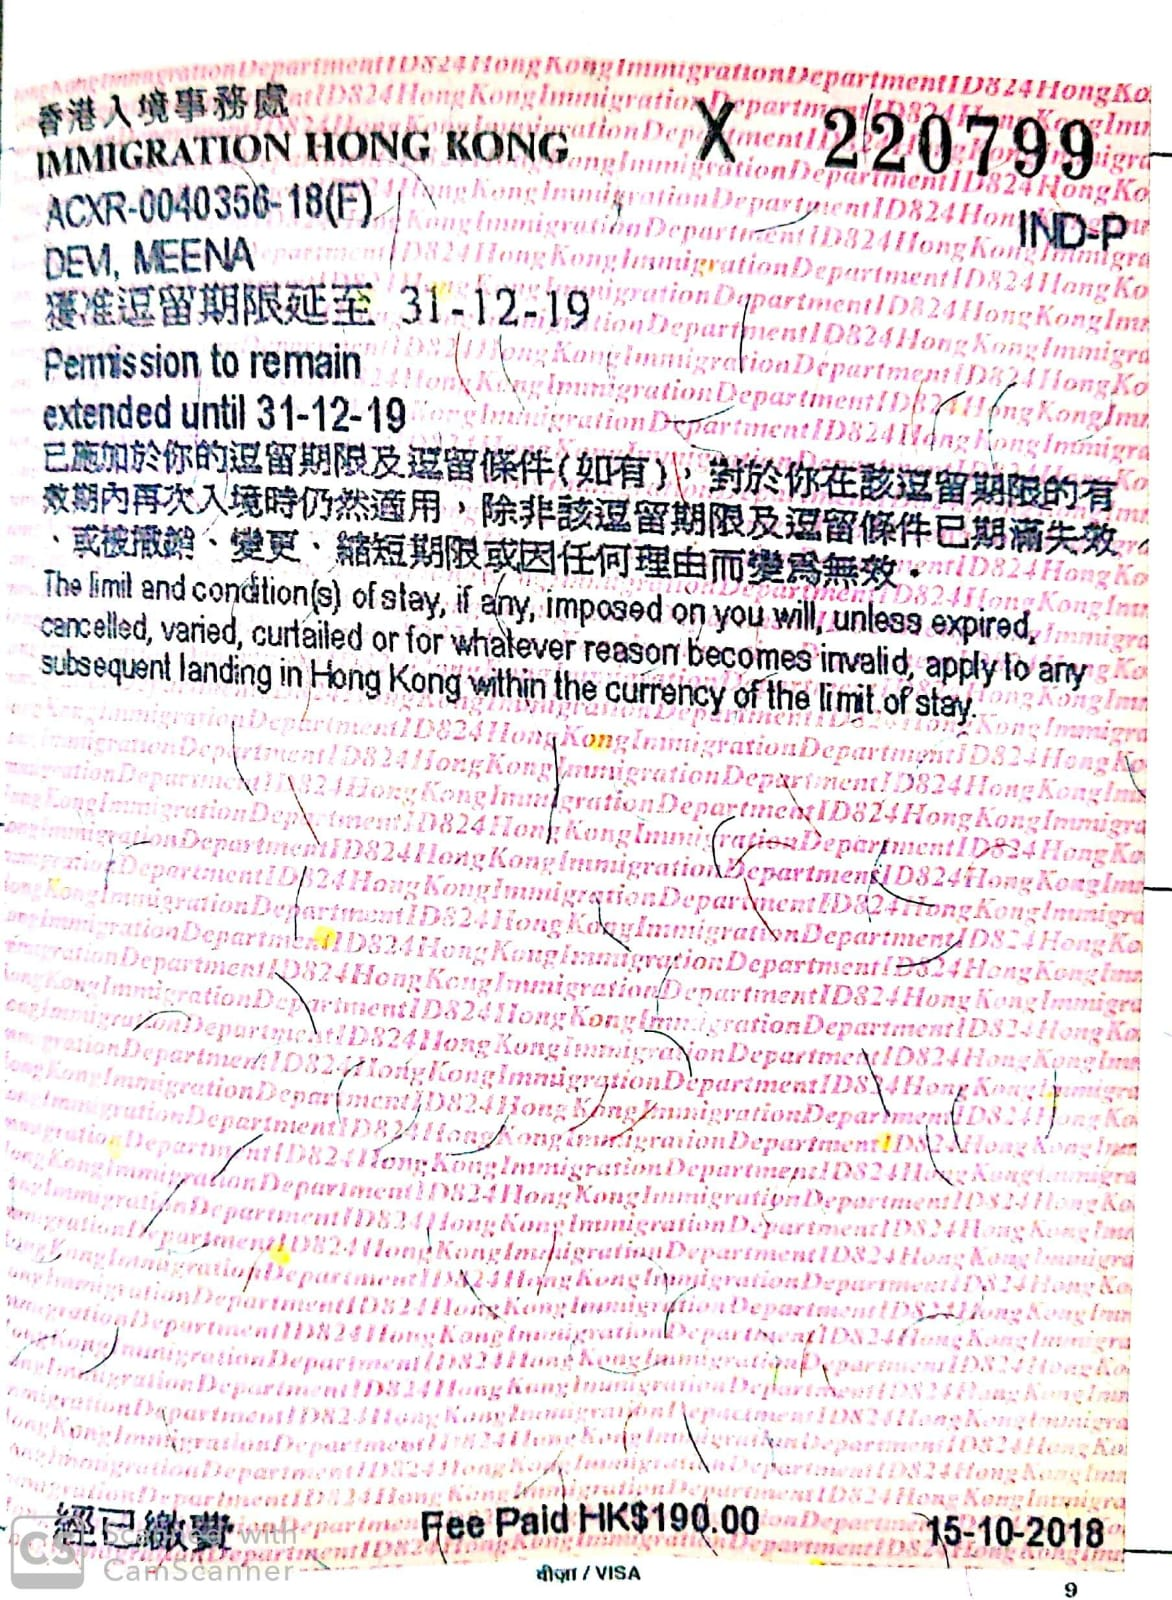 香港入境事務處
IMMIGRATION HONG KONG
X 220799
ACXR-0040356-18(F)
IND-P
DEVI, MEENA
獲准逗留期限延至 31-12-19
Permission to remain
extended until 31-12-19
已施加於你的逗留期限及逗留條件(如有)，對於你在該逗留期限的有
效期內再次入境時仍然適用，除非該逗留期限及逗留條件已期滿失效
、或被撤銷、變更、縮短期限或因任何理由而變爲無效。
The limit and condition(s) of stay, if any, imposed on you will, unless expired,
cancelled, varied, curtailed or for whatever reason becomes invalid, apply to any
subsequent landing in Hong Kong within the currency of the limit of stay.
經已繳費 Fee Paid HK$190.00 15-10-2018
CS Scanned with
CamScanner
वीज़ा / VISA
9